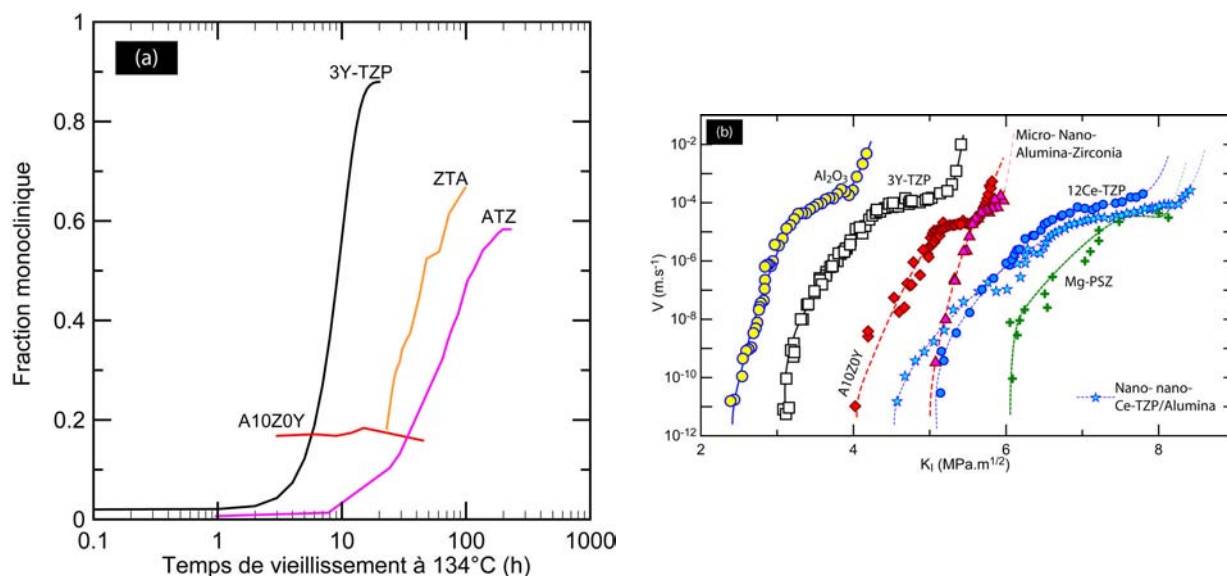 (a)
Fraction monoclinique
1
0.8
0.6
0.4
0.2
0
3Y-TZP
ZTA
ATZ
A10Z0Y
0.1
1
10
100
1000
Temps de vieillissement à 134°C (h)
(b)
V (m.s⁻¹)
10⁻²
10⁻⁴
10⁻⁶
10⁻⁸
10⁻¹⁰
10⁻¹²
Al₂O₃
3Y-TZP
Micro- Nano-
Alumina-Zirconia
12Ce-TZP
Mg-PSZ
A10Z0Y
Nano- nano-
Ce-TZP/Alumina
2
4
6
8
K_I (MPa.m^1/2)